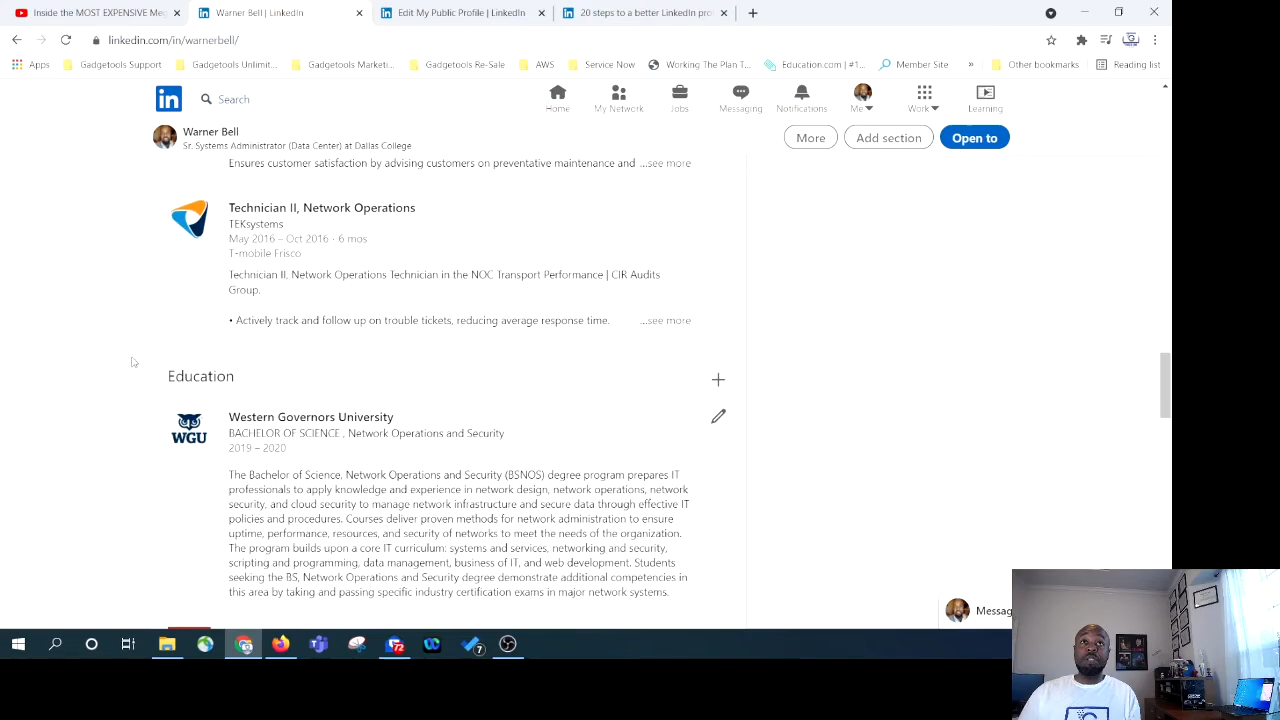 Inside the MOST EXPENSIVE Me
Warner Bell | LinkedIn
Edit My Public Profile | LinkedIn
20 steps to a better LinkedIn pro
linkedin.com/in/warnerbell/
Apps
Gadgetools Support
Gadgetools Unlimit...
Gadgetools Marketi...
Gadgetools Re-Sale
AWS
Service Now
Working The Plan T...
Education.com | #1...
Member Site
»
Other bookmarks
Reading list
in
Search
Home
My Network
Jobs
Messaging
Notifications
Me
Work
Learning
Warner Bell
Sr. Systems Administrator (Data Center) at Dallas College
More
Add section
Open to
Ensures customer satisfaction by advising customers on preventative maintenance and ...see more
Technician II, Network Operations
TEKsystems
May 2016 – Oct 2016 · 6 mos
T-mobile Frisco
Technician II, Network Operations Technician in the NOC Transport Performance | CIR Audits
Group.
• Actively track and follow up on trouble tickets, reducing average response time. ...see more
Education
Western Governors University
BACHELOR OF SCIENCE , Network Operations and Security
2019 – 2020
WGU
The Bachelor of Science, Network Operations and Security (BSNOS) degree program prepares IT
professionals to apply knowledge and experience in network design, network operations, network
security, and cloud security to manage network infrastructure and secure data through effective IT
policies and procedures. Courses deliver proven methods for network administration to ensure
uptime, performance, resources, and security of networks to meet the needs of the organization.
The program builds upon a core IT curriculum: systems and services, networking and security,
scripting and programming, data management, business of IT, and web development. Students
seeking the BS, Network Operations and Security degree demonstrate additional competencies in
this area by taking and passing specific industry certification exams in major network systems.
Messag
72
7